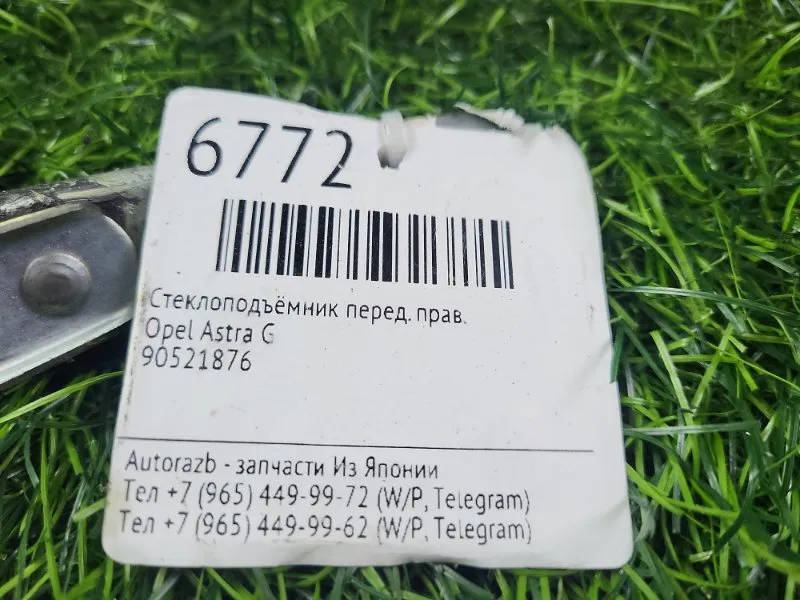 6772
Стеклоподъёмник перед. прав.
Opel Astra G
90521876
Autorazb - запчасти Из Японии
Тел +7 (965) 449-99-72 (W/P, Telegram)
Тел +7 (965) 449-99-62 (W/P, Telegram)